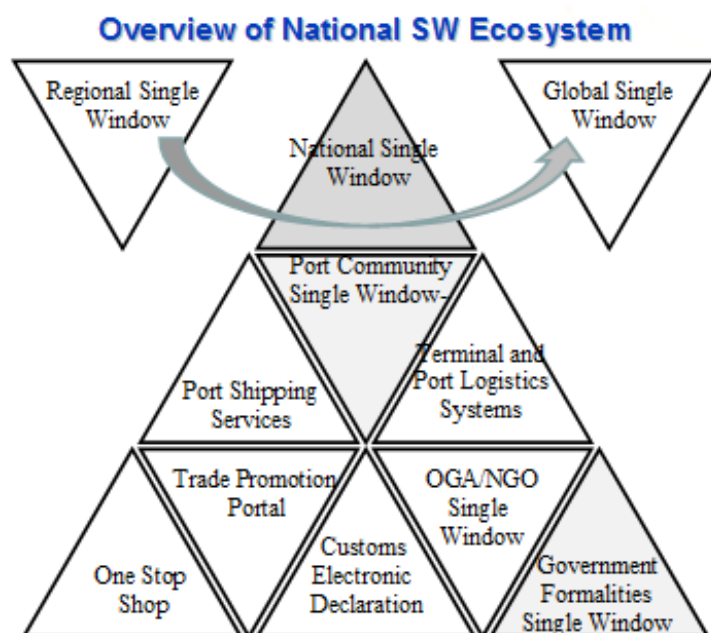 Overview of National SW Ecosystem
Regional Single
Window
Global Single
Window
National Single
Window
Port Community
Single Window-
Port Shipping
Services
Terminal and
Port Logistics
Systems
Trade Promotion
Portal
OGA/NGO
Single
Window
One Stop
Shop
Customs
Electronic
Declaration
Government
Formalities
Single Window